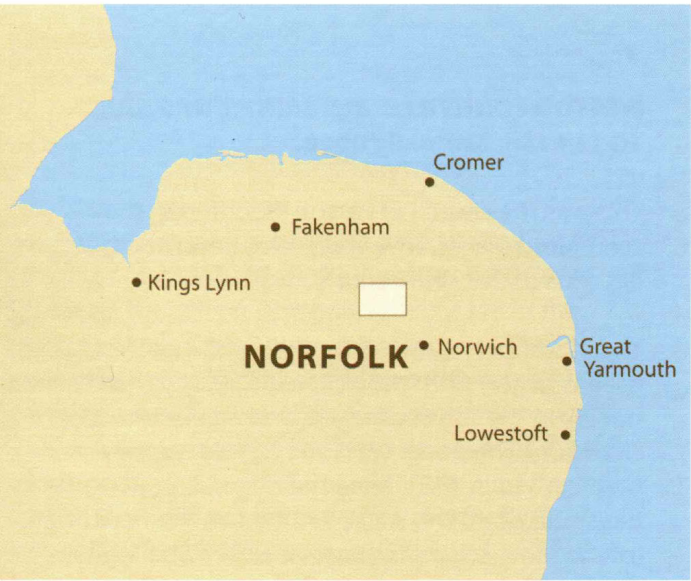 Cromer
Fakenham
Kings Lynn
NORFOLK
Norwich
Great
Yarmouth
Lowestoft